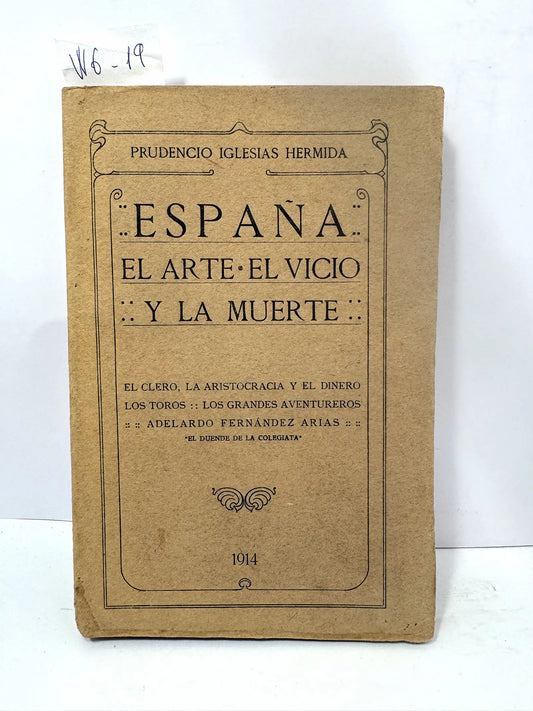 W6-19
PRUDENCIO IGLESIAS HERMIDA
:: ESPAÑA ::
EL ARTE • EL VICIO
:: Y LA MUERTE ::
EL CLERO, LA ARISTOCRACIA Y EL DINERO
LOS TOROS :: LOS GRANDES AVENTUREROS
:: :: ADELARDO FERNÁNDEZ ARIAS :: ::
"EL DUENDE DE LA COLEGIATA"
1914